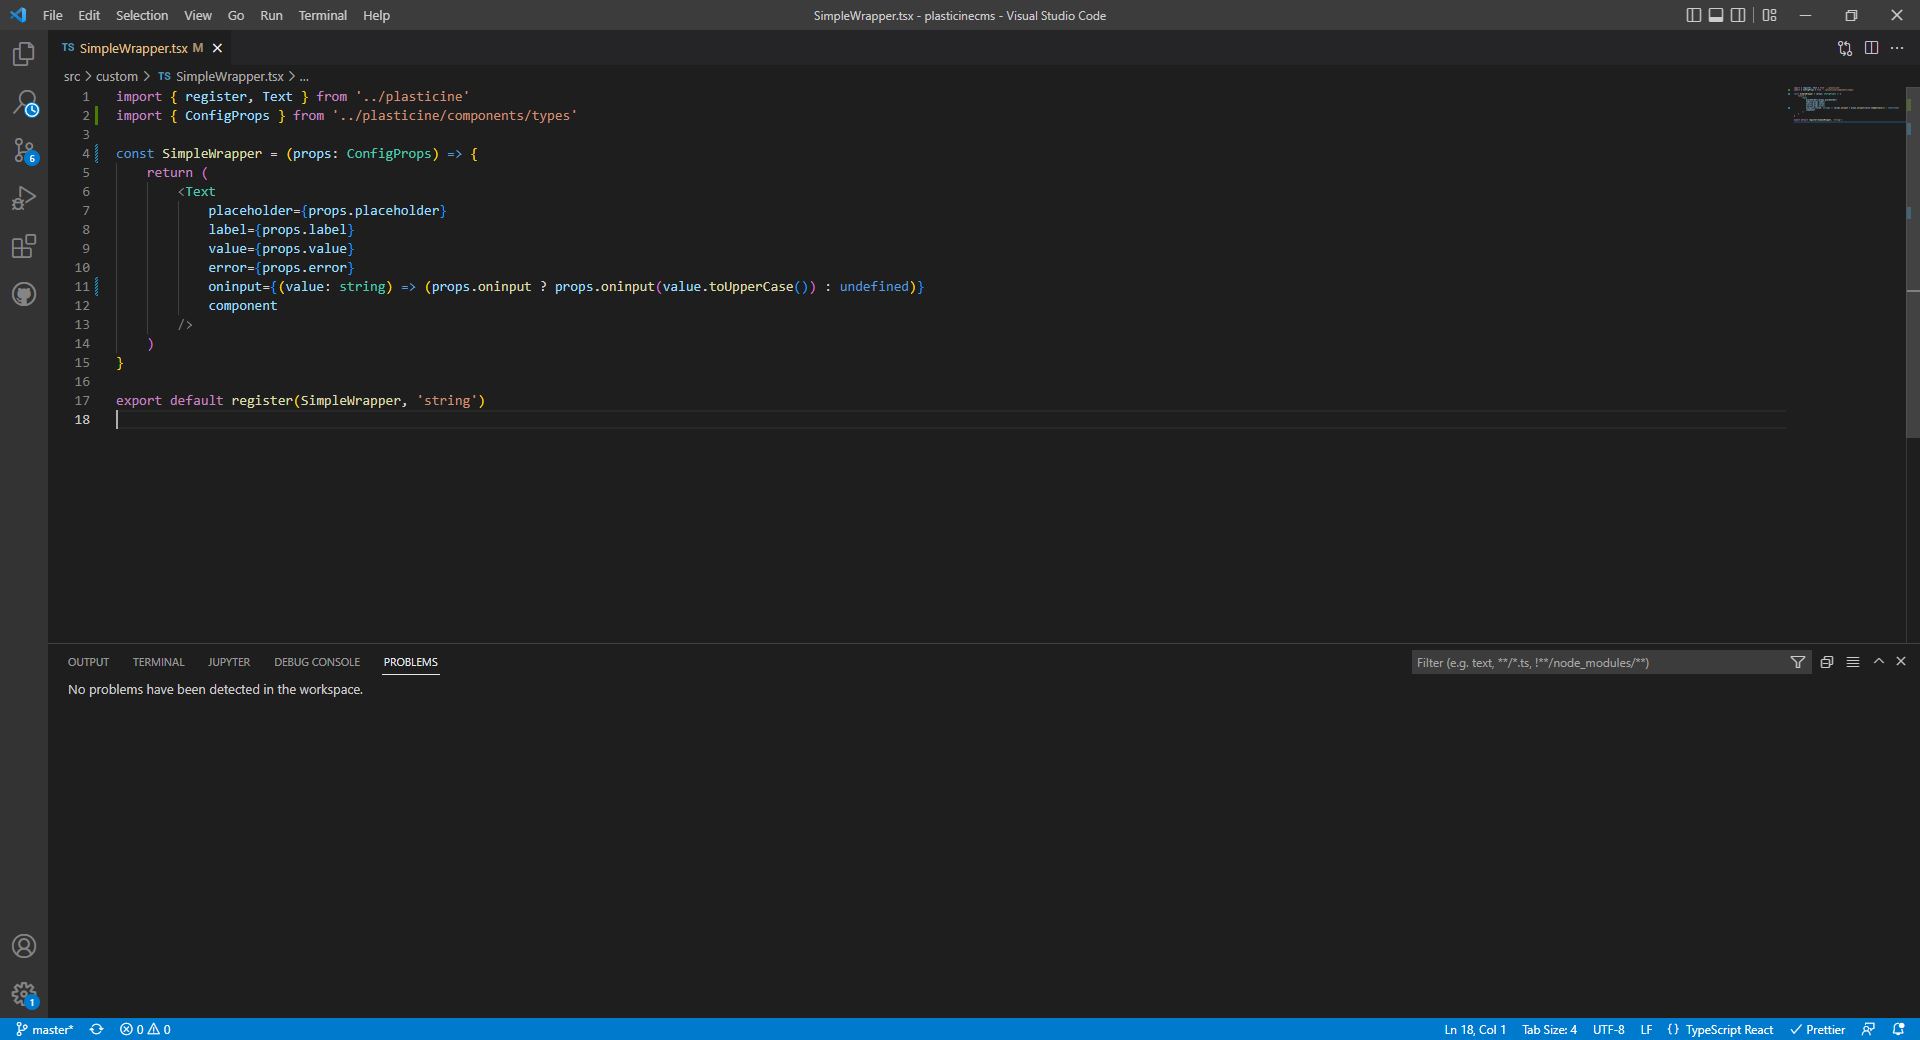 File Edit Selection View Go Run Terminal Help
SimpleWrapper.tsx - plasticinecms - Visual Studio Code
TS SimpleWrapper.tsx M
src > custom > TS SimpleWrapper.tsx > ...
1 import { register, Text } from '../plasticine'
2 import { ConfigProps } from '../plasticine/components/types'
3
4 const SimpleWrapper = (props: ConfigProps) => {
5 return (
6 <Text
7 placeholder={props.placeholder}
8 label={props.label}
9 value={props.value}
10 error={props.error}
11 oninput={(value: string) => (props.oninput ? props.oninput(value.toUpperCase()) : undefined)}
12 component
13 />
14 )
15 }
16
17 export default register(SimpleWrapper, 'string')
18
6
OUTPUT TERMINAL JUPYTER DEBUG CONSOLE PROBLEMS
Filter (e.g. text, **/*.ts, !**/node_modules/**)
No problems have been detected in the workspace.
1
master* 0 0
Ln 18, Col 1 Tab Size: 4 UTF-8 LF {} TypeScript React Prettier